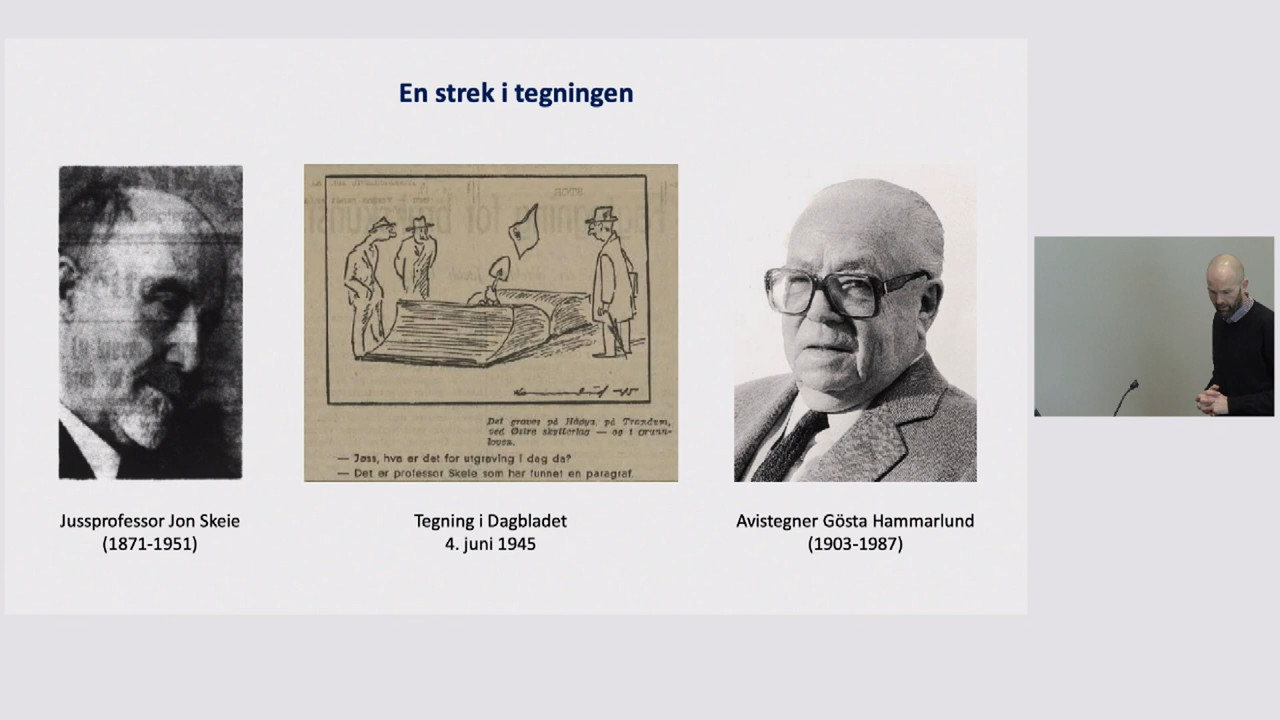 En strek i tegningen
Det graves på Håøya, på Trandum,
ved Østre skyttering — og i grunn-
loven.
— Jøss, hva er det for utgraving i dag da?
— Det er professor Skeie som har funnet en paragraf.
Jussprofessor Jon Skeie
(1871-1951)
Tegning i Dagbladet
4. juni 1945
Avistegner Gösta Hammarlund
(1903-1987)